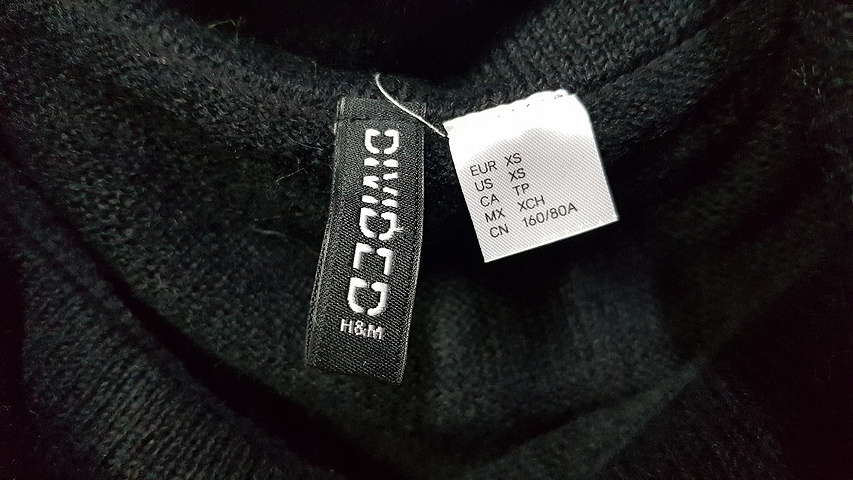 DIVIDED
H&M
EUR XS
US XS
CA TP
MX XCH
CN 160/80A